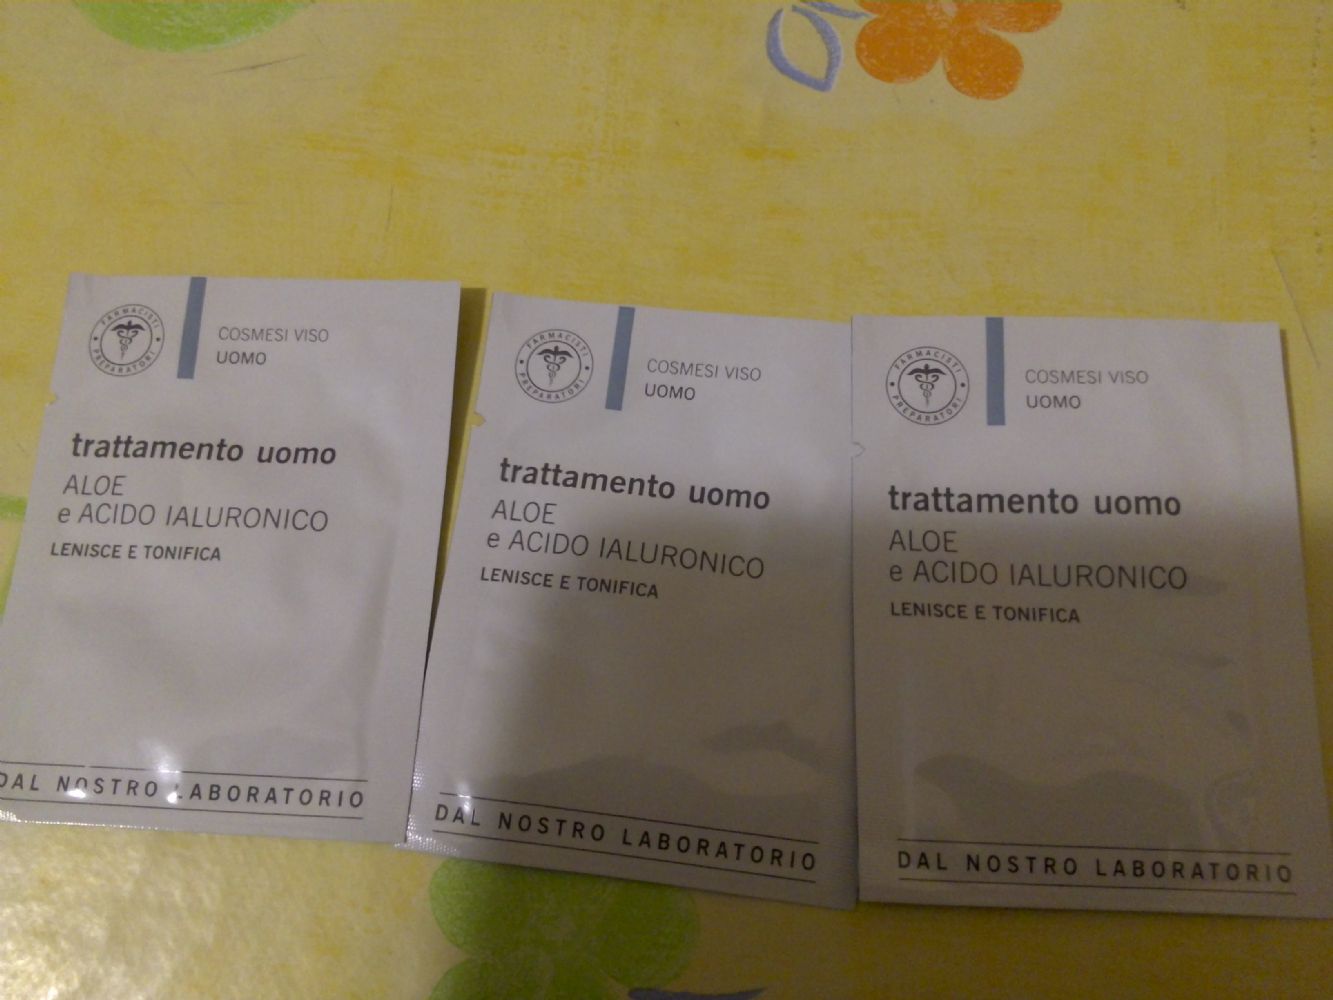 FARMACISTI PREPARATORI
COSMESI VISO
UOMO
trattamento uomo
ALOE
e ACIDO IALURONICO
LENISCE E TONIFICA
DAL NOSTRO LABORATORIO
FARMACISTI PREPARATORI
COSMESI VISO
UOMO
trattamento uomo
ALOE
e ACIDO IALURONICO
LENISCE E TONIFICA
DAL NOSTRO LABORATORIO
FARMACISTI PREPARATORI
COSMESI VISO
UOMO
trattamento uomo
ALOE
e ACIDO IALURONICO
LENISCE E TONIFICA
DAL NOSTRO LABORATORIO